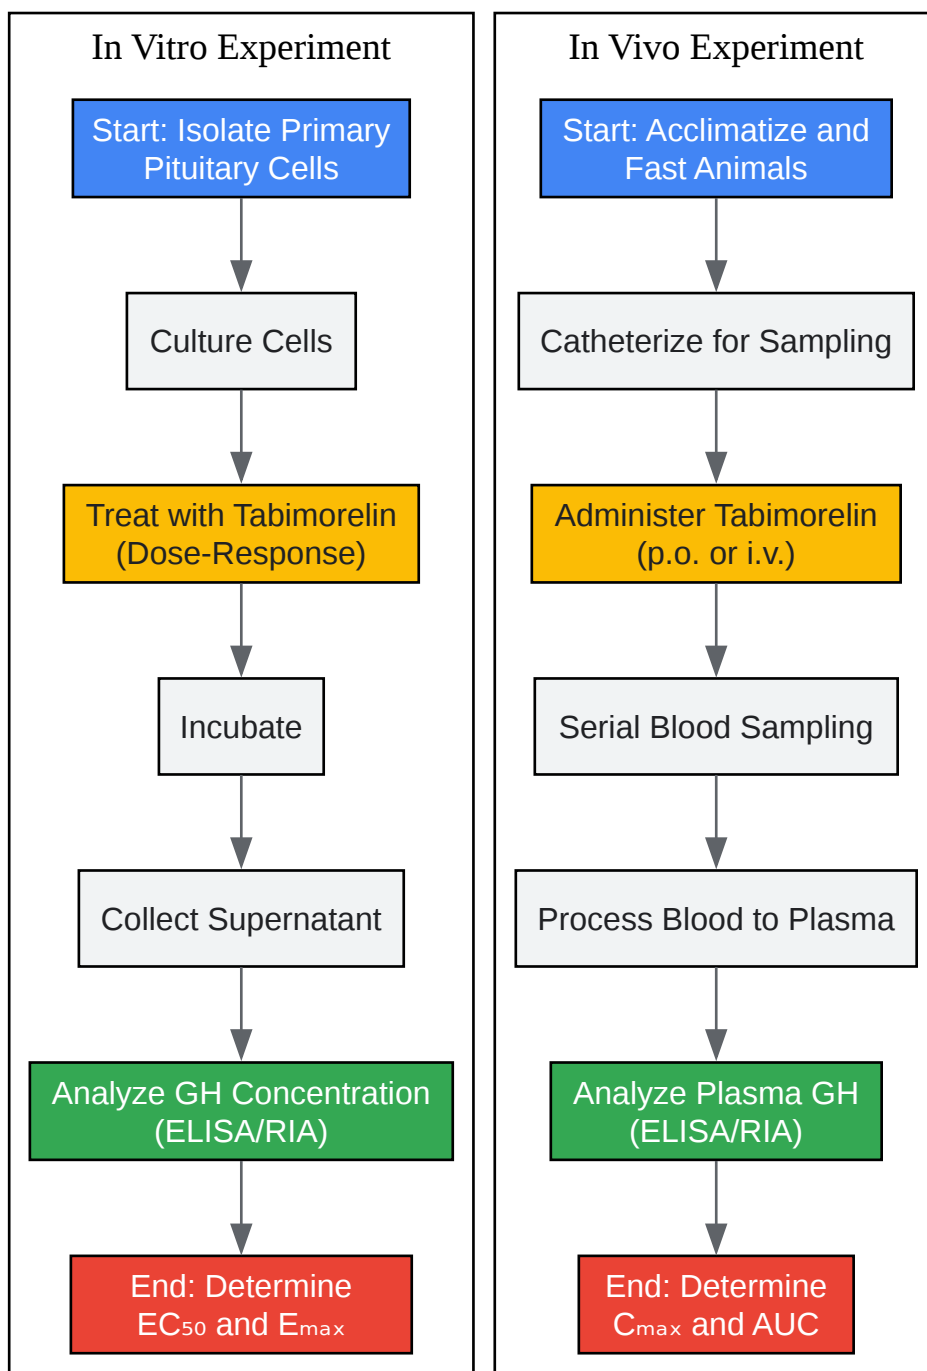 In Vitro Experiment
Start: Isolate Primary
Pituitary Cells
Culture Cells
Treat with Tabimorelin
(Dose-Response)
Incubate
Collect Supernatant
Analyze GH Concentration
(ELISA/RIA)
End: Determine
EC₅₀ and Eₘₐₓ
In Vivo Experiment
Start: Acclimatize and
Fast Animals
Catheterize for Sampling
Administer Tabimorelin
(p.o. or i.v.)
Serial Blood Sampling
Process Blood to Plasma
Analyze Plasma GH
(ELISA/RIA)
End: Determine
Cₘₐₓ and AUC